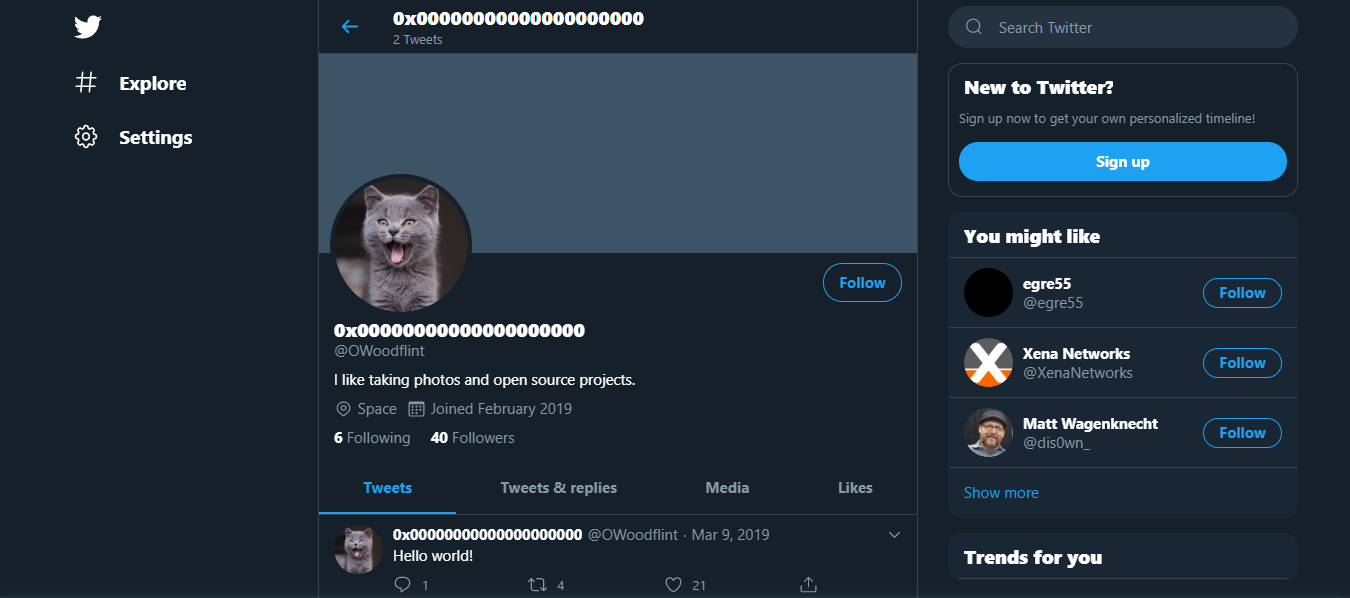 Explore
Settings
0x00000000000000000000
2 Tweets
Follow
0x00000000000000000000
@OWoodflint
I like taking photos and open source projects.
Space Joined February 2019
6 Following 40 Followers
Tweets Tweets & replies Media Likes
0x00000000000000000000 @OWoodflint · Mar 9, 2019
Hello world!
1 4 21
Search Twitter
New to Twitter?
Sign up now to get your own personalized timeline!
Sign up
You might like
egre55
@egre55
Follow
Xena Networks
@XenaNetworks
Follow
Matt Wagenknecht
@dis0wn_
Follow
Show more
Trends for you